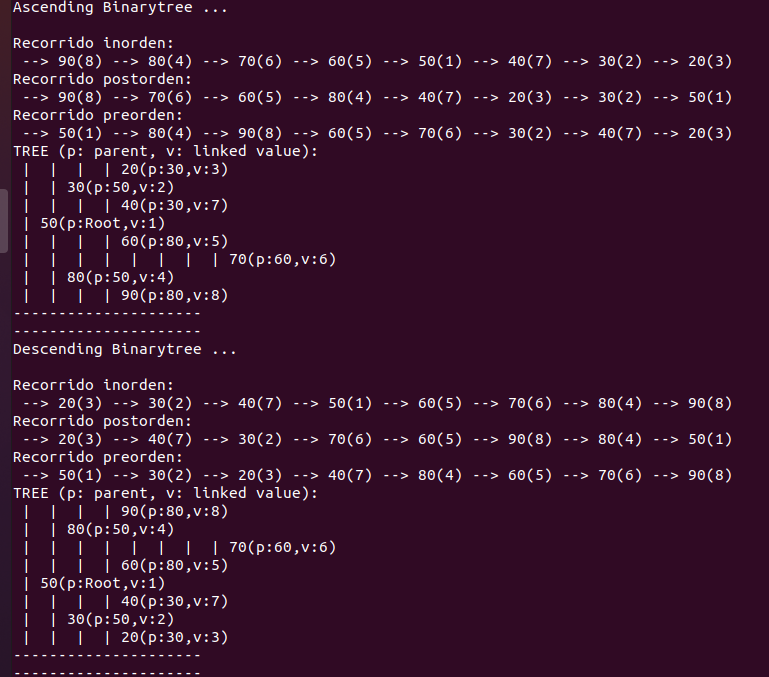 Ascending Binarytree ...
Recorrido inorden:
 --> 90(8) --> 80(4) --> 70(6) --> 60(5) --> 50(1) --> 40(7) --> 30(2) --> 20(3)
Recorrido postorden:
 --> 90(8) --> 70(6) --> 60(5) --> 80(4) --> 40(7) --> 20(3) --> 30(2) --> 50(1)
Recorrido preorden:
 --> 50(1) --> 80(4) --> 90(8) --> 60(5) --> 70(6) --> 30(2) --> 40(7) --> 20(3)
TREE (p: parent, v: linked value):
 |  |  |  | 20(p:30,v:3)
 |  | 30(p:50,v:2)
 |  |  |  | 40(p:30,v:7)
 | 50(p:Root,v:1)
 |  |  |  | 60(p:80,v:5)
 |  |  |  |  |  |  |  | 70(p:60,v:6)
 |  | 80(p:50,v:4)
 |  |  |  | 90(p:80,v:8)
---------------------
---------------------
Descending Binarytree ...
Recorrido inorden:
 --> 20(3) --> 30(2) --> 40(7) --> 50(1) --> 60(5) --> 70(6) --> 80(4) --> 90(8)
Recorrido postorden:
 --> 20(3) --> 40(7) --> 30(2) --> 70(6) --> 60(5) --> 90(8) --> 80(4) --> 50(1)
Recorrido preorden:
 --> 50(1) --> 30(2) --> 20(3) --> 40(7) --> 80(4) --> 60(5) --> 70(6) --> 90(8)
TREE (p: parent, v: linked value):
 |  |  |  | 90(p:80,v:8)
 |  | 80(p:50,v:4)
 |  |  |  |  |  |  |  | 70(p:60,v:6)
 |  |  |  | 60(p:80,v:5)
 | 50(p:Root,v:1)
 |  |  |  | 40(p:30,v:7)
 |  | 30(p:50,v:2)
 |  |  |  | 20(p:30,v:3)
---------------------
---------------------